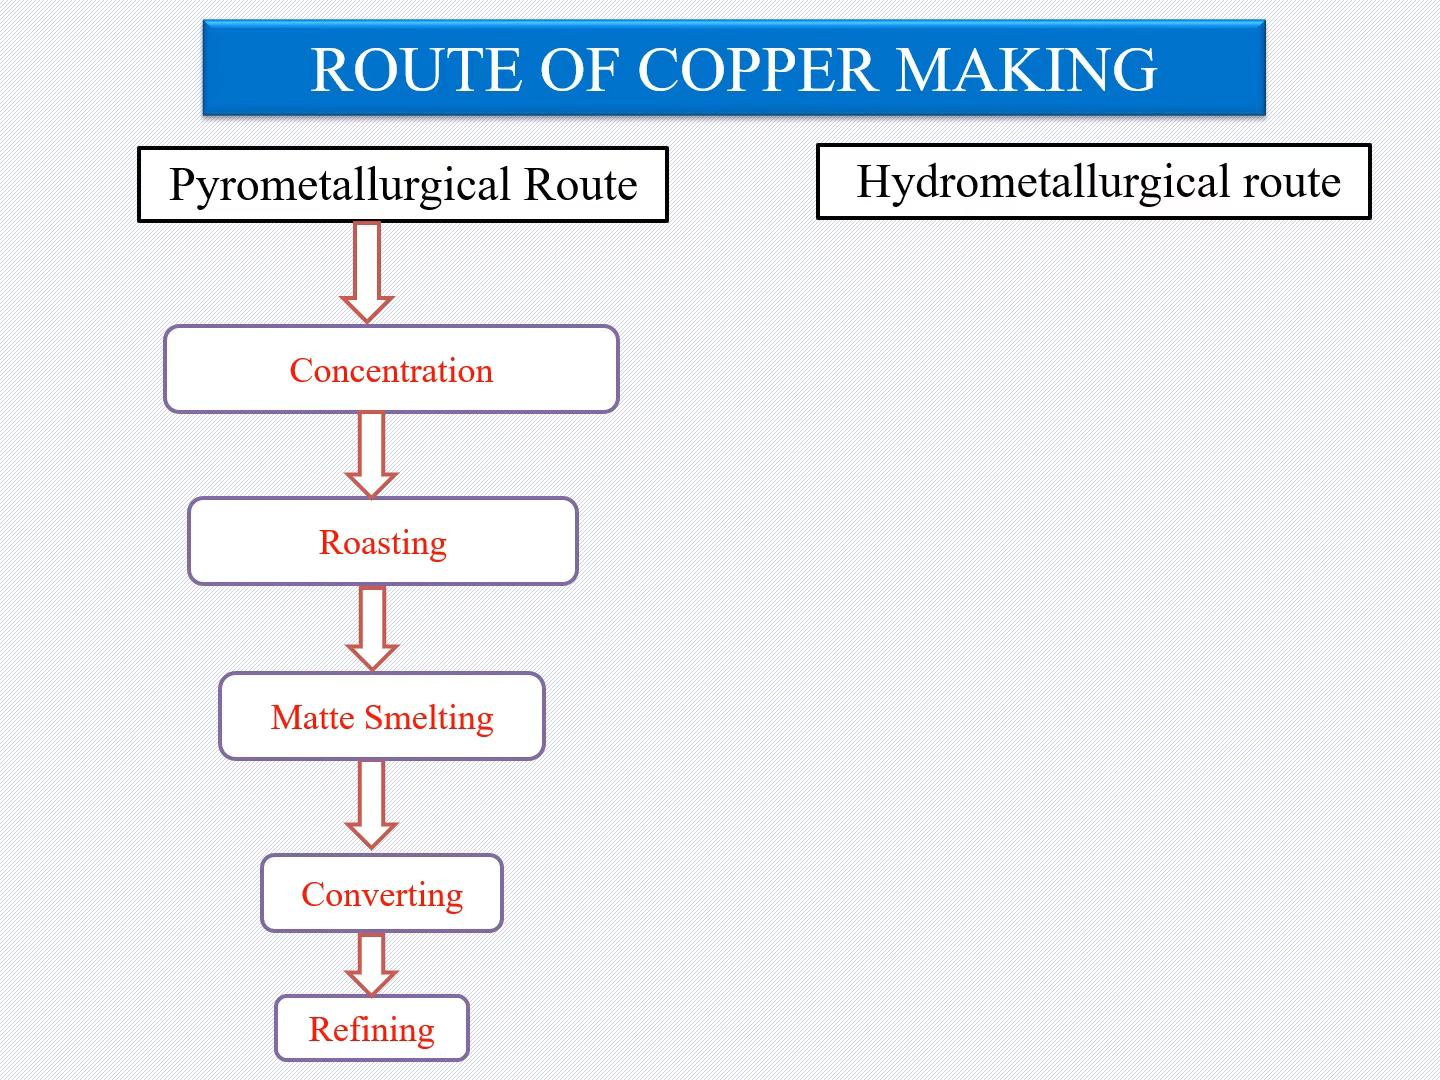 ROUTE OF COPPER MAKING
Pyrometallurgical Route
Hydrometallurgical route
Concentration
Roasting
Matte Smelting
Converting
Refining